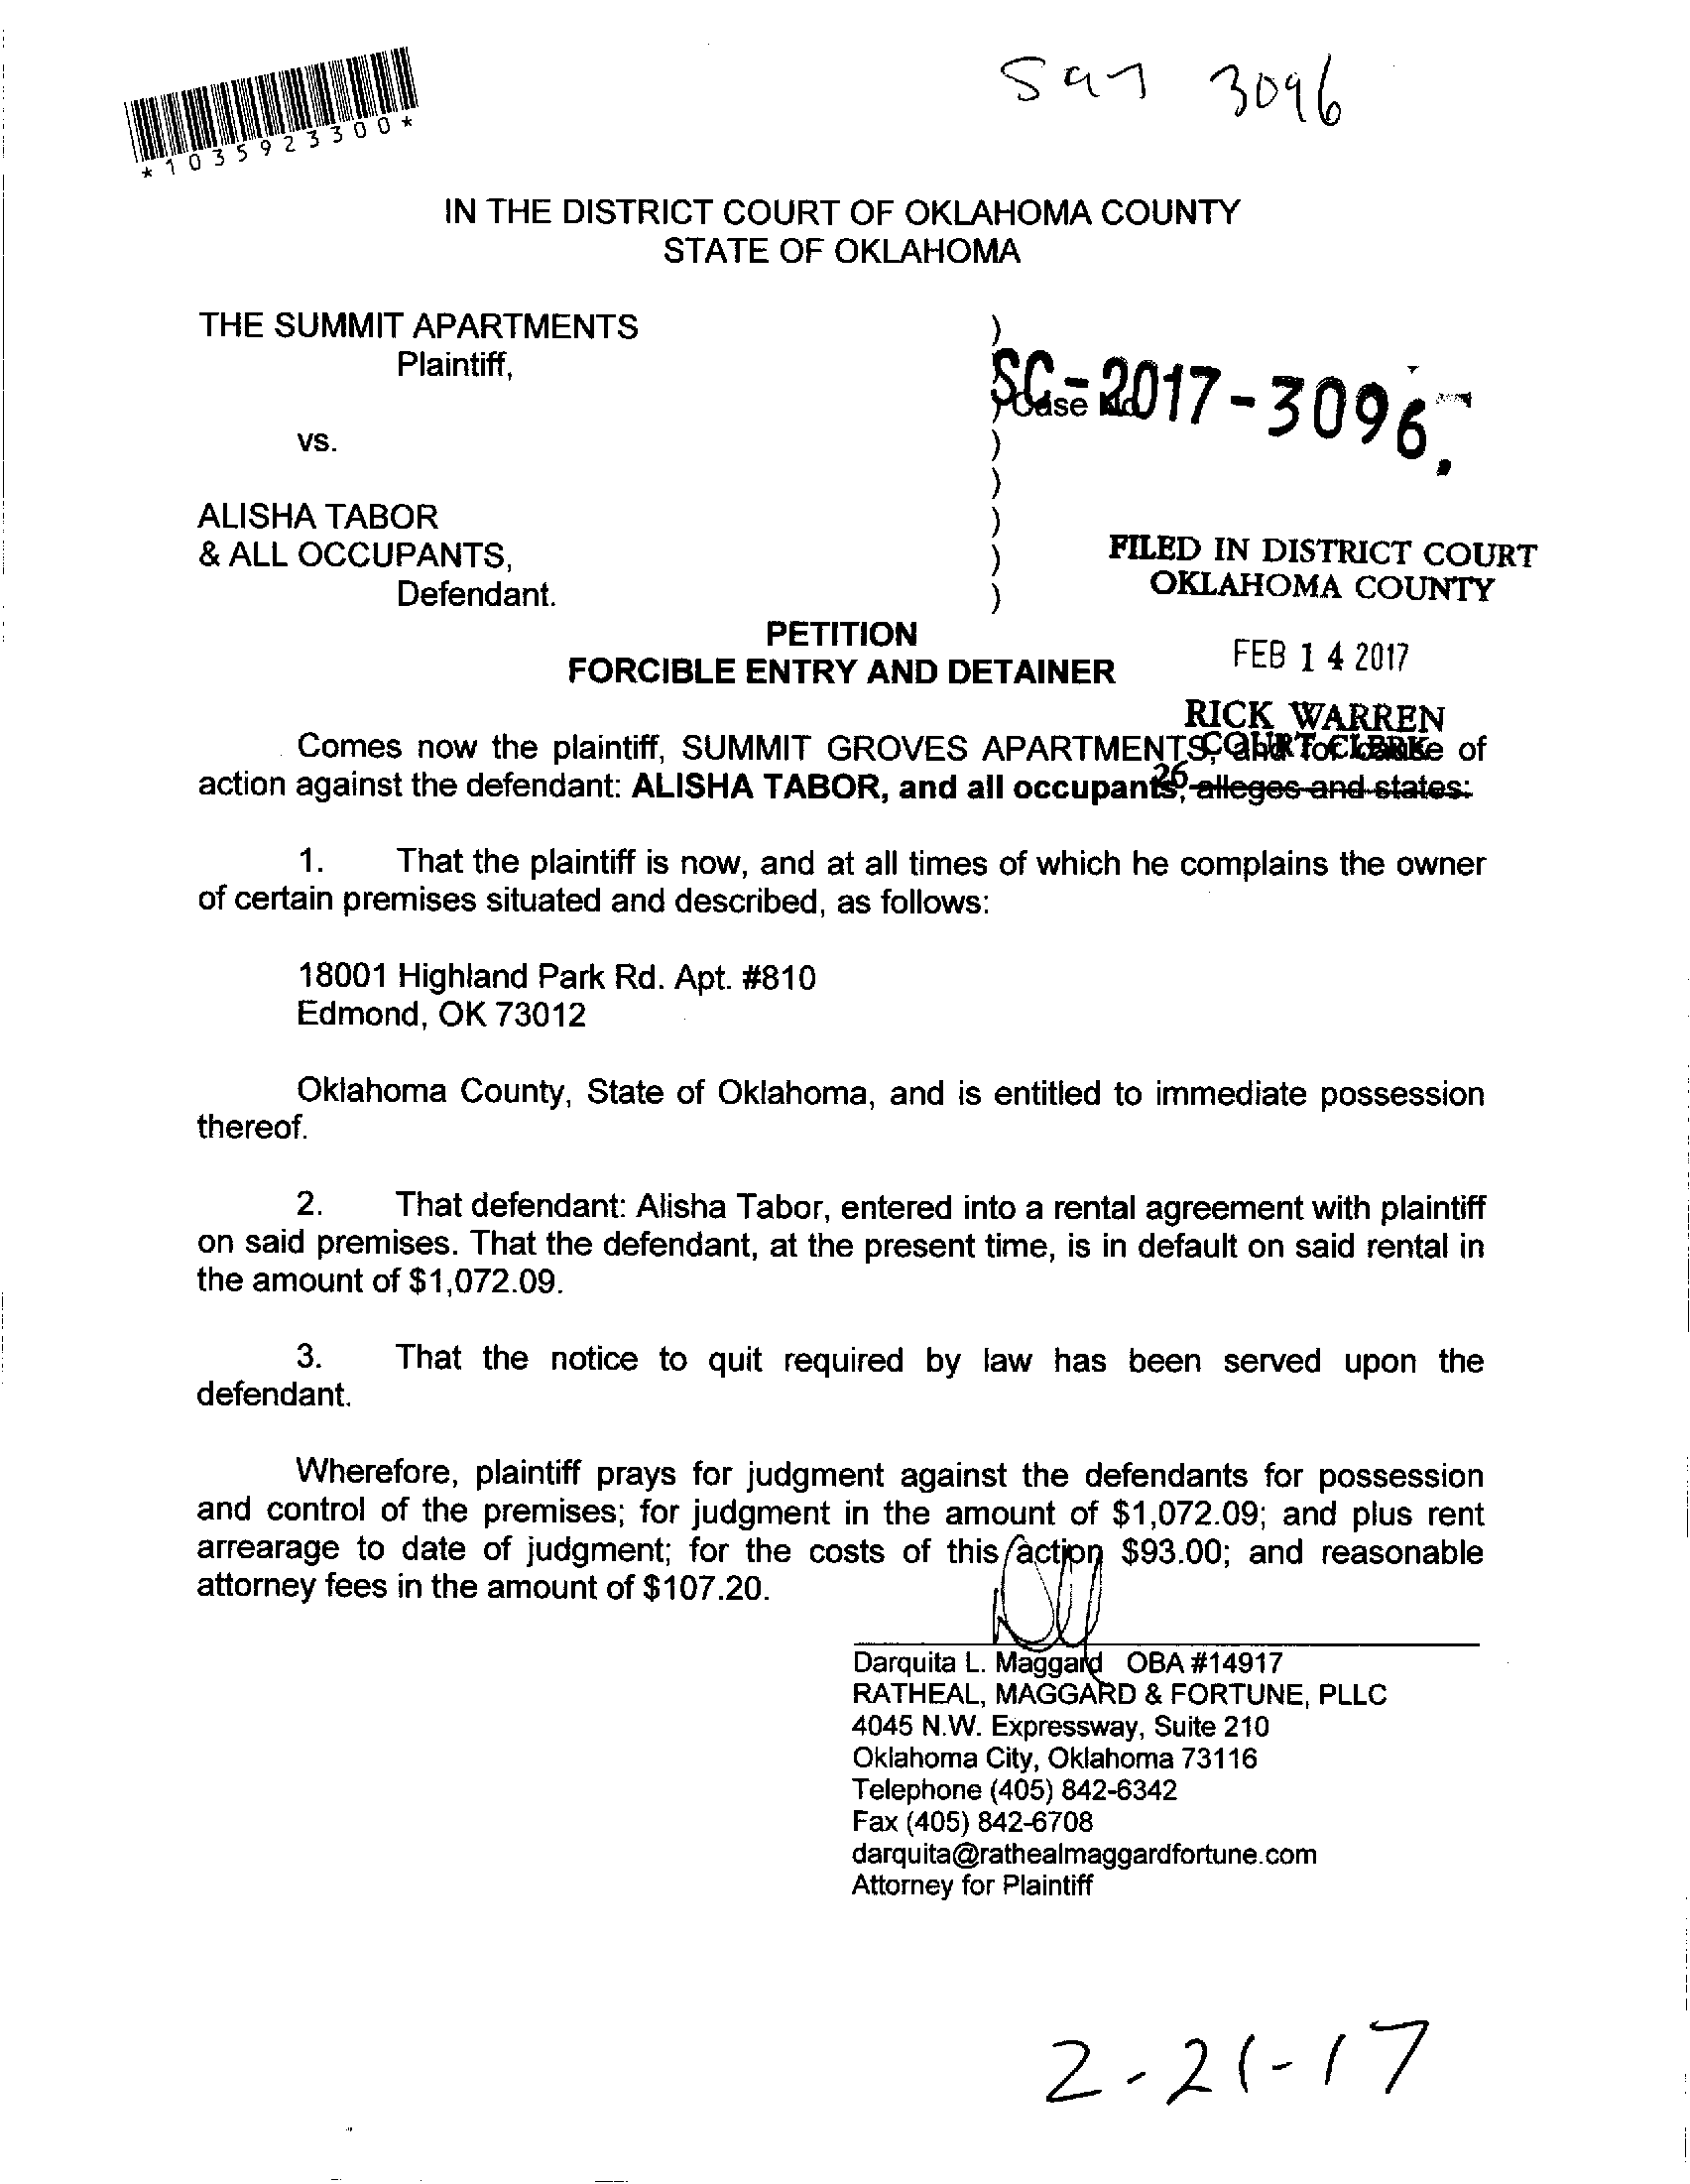 *1035923300*
3096
IN THE DISTRICT COURT OF OKLAHOMA COUNTY
STATE OF OKLAHOMA
THE SUMMIT APARTMENTS )
Plaintiff,
SC-2017-3096
) Case No.
vs. )
)
ALISHA TABOR )
& ALL OCCUPANTS, )
Defendant. )
FILED IN DISTRICT COURT
OKLAHOMA COUNTY
FEB 14 2017
RICK WARREN
COURT CLERK
26
PETITION
FORCIBLE ENTRY AND DETAINER
Comes now the plaintiff, SUMMIT GROVES APARTMENTS, and for cause of
action against the defendant: ALISHA TABOR, and all occupants, alleges and states:
1. That the plaintiff is now, and at all times of which he complains the owner
of certain premises situated and described, as follows:
18001 Highland Park Rd. Apt. #810
Edmond, OK 73012
Oklahoma County, State of Oklahoma, and is entitled to immediate possession
thereof.
2. That defendant: Alisha Tabor, entered into a rental agreement with plaintiff
on said premises. That the defendant, at the present time, is in default on said rental in
the amount of $1,072.09.
3. That the notice to quit required by law has been served upon the
defendant.
Wherefore, plaintiff prays for judgment against the defendants for possession
and control of the premises; for judgment in the amount of $1,072.09; and plus rent
arrearage to date of judgment; for the costs of this action $93.00; and reasonable
attorney fees in the amount of $107.20.
Darquita L. Maggard OBA #14917
RATHEAL, MAGGARD & FORTUNE, PLLC
4045 N.W. Expressway, Suite 210
Oklahoma City, Oklahoma 73116
Telephone (405) 842-6342
Fax (405) 842-6708
darquita@rathealmaggardfortune.com
Attorney for Plaintiff
2-21-17